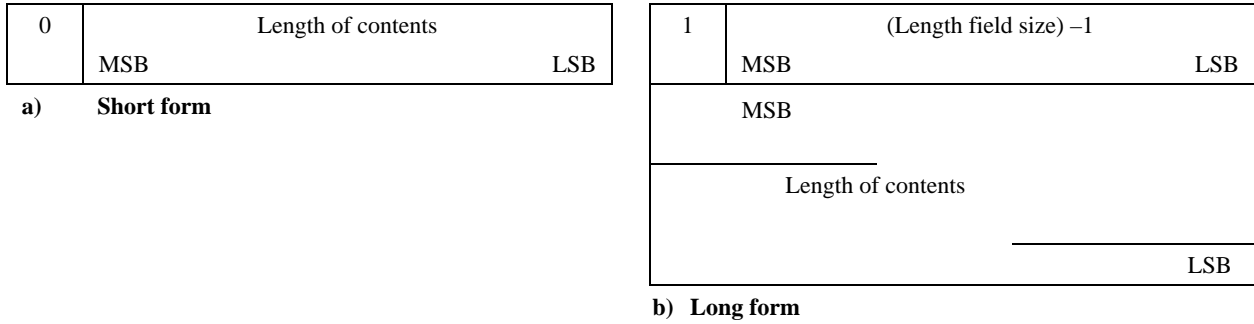 0 Length of contents
MSB LSB
a) Short form
1 (Length field size) –1
MSB LSB
MSB
Length of contents
LSB
b) Long form